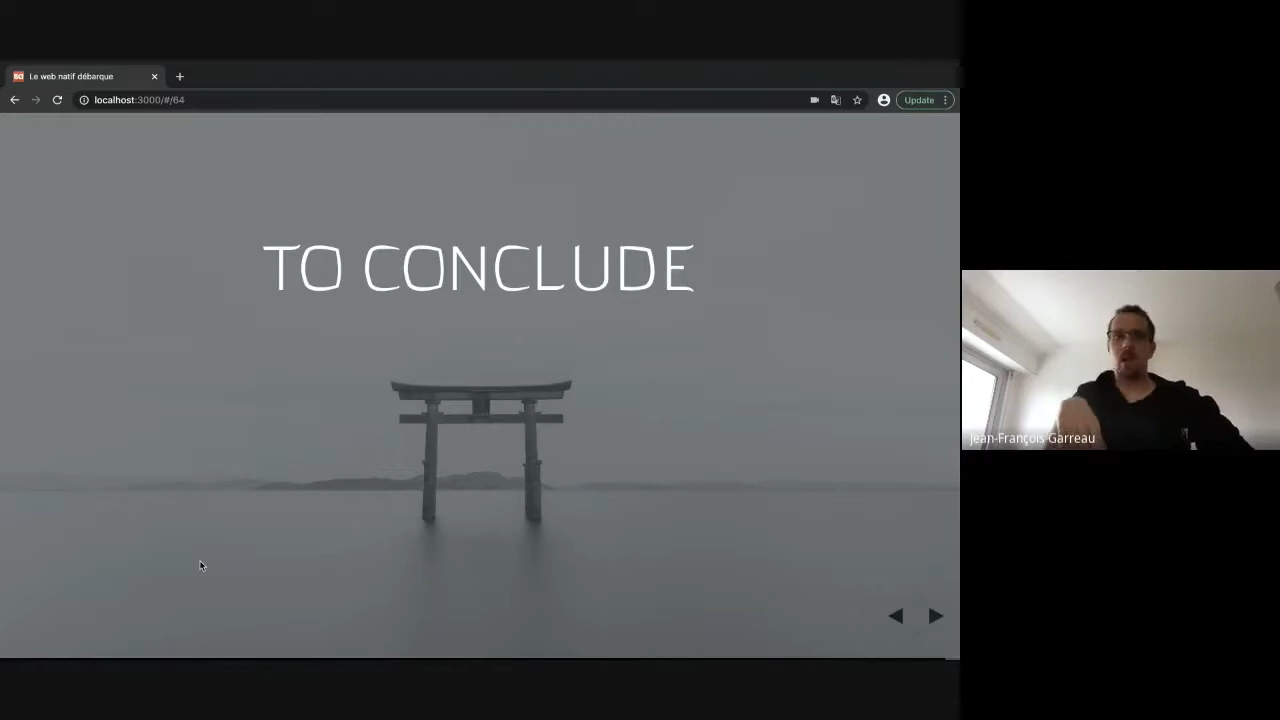 Le web natif débarque
localhost:3000/#/64
Update
TO CONCLUDE
Jean-François Garreau